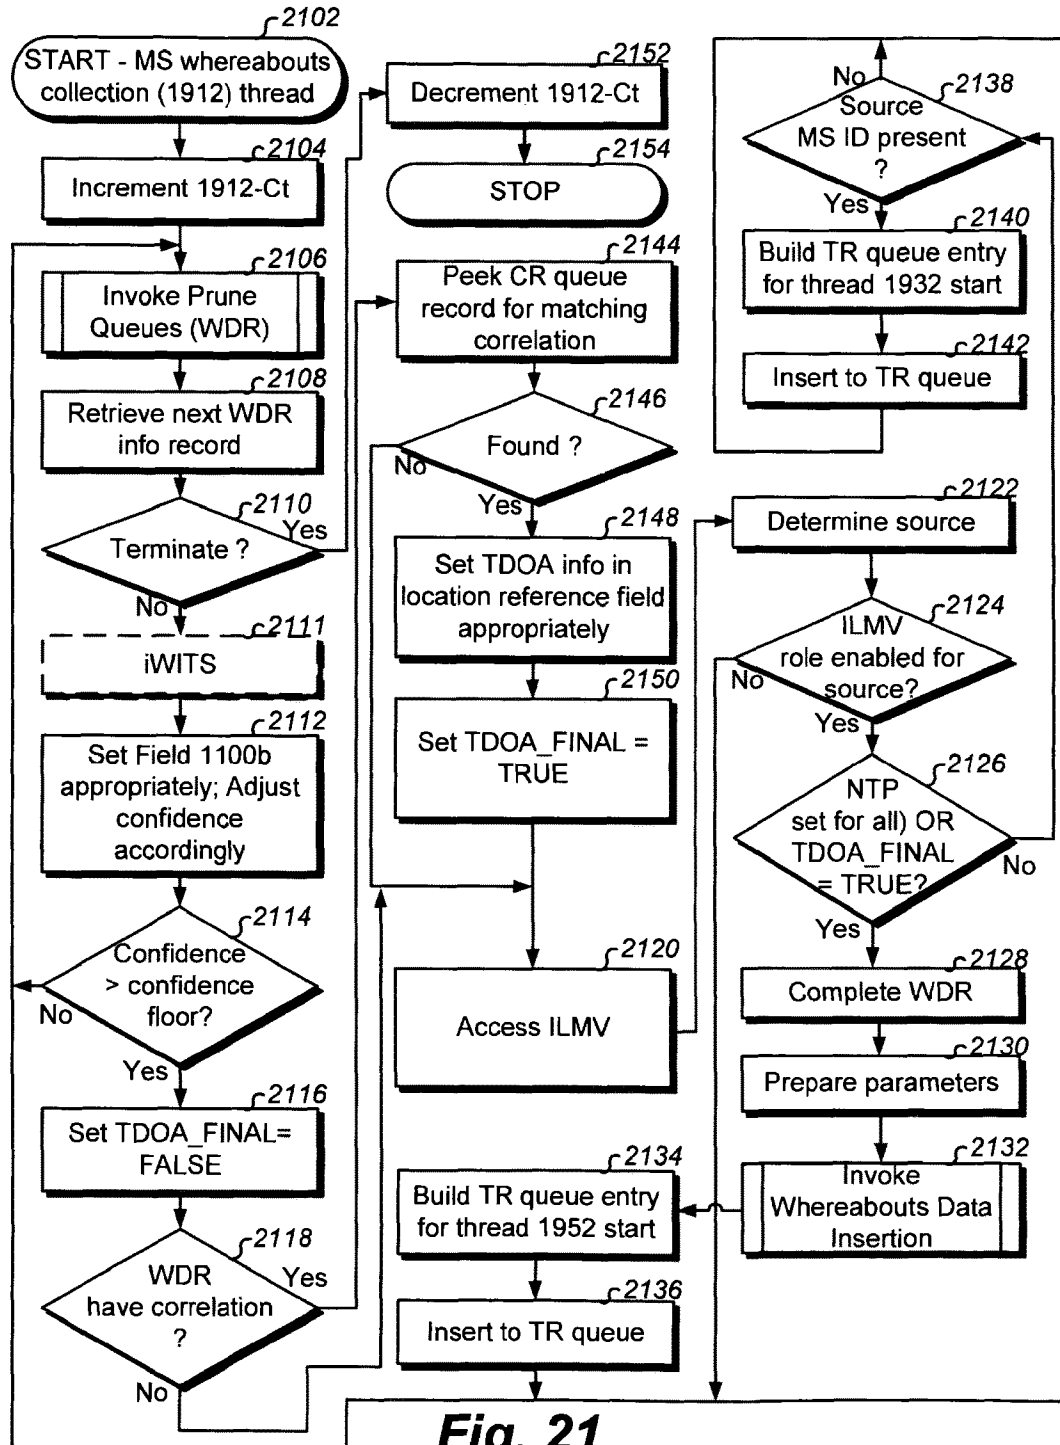 2102
START - MS whereabouts
collection (1912) thread
2104
Increment 1912-Ct
2106
Invoke Prune
Queues (WDR)
2108
Retrieve next WDR
info record
2110
Yes
Terminate ?
No
2111
iWITS
2112
Set Field 1100b
appropriately; Adjust
confidence
accordingly
2114
Confidence
> confidence
floor?
No
Yes
2116
Set TDOA_FINAL=
FALSE
2118
WDR
have correlation
?
Yes
No
2152
Decrement 1912-Ct
2154
STOP
2144
Peek CR queue
record for matching
correlation
2146
Found ?
No
Yes
2148
Set TDOA info in
location reference field
appropriately
2150
Set TDOA_FINAL =
TRUE
2120
Access ILMV
2134
Build TR queue entry
for thread 1952 start
2136
Insert to TR queue
No
2138
Source
MS ID present
?
Yes
2140
Build TR queue entry
for thread 1932 start
2142
Insert to TR queue
2122
Determine source
2124
ILMV
role enabled for
source?
No
Yes
2126
NTP
set for all) OR
TDOA_FINAL
= TRUE?
No
Yes
2128
Complete WDR
2130
Prepare parameters
2132
Invoke
Whereabouts Data
Insertion
Fig. 21